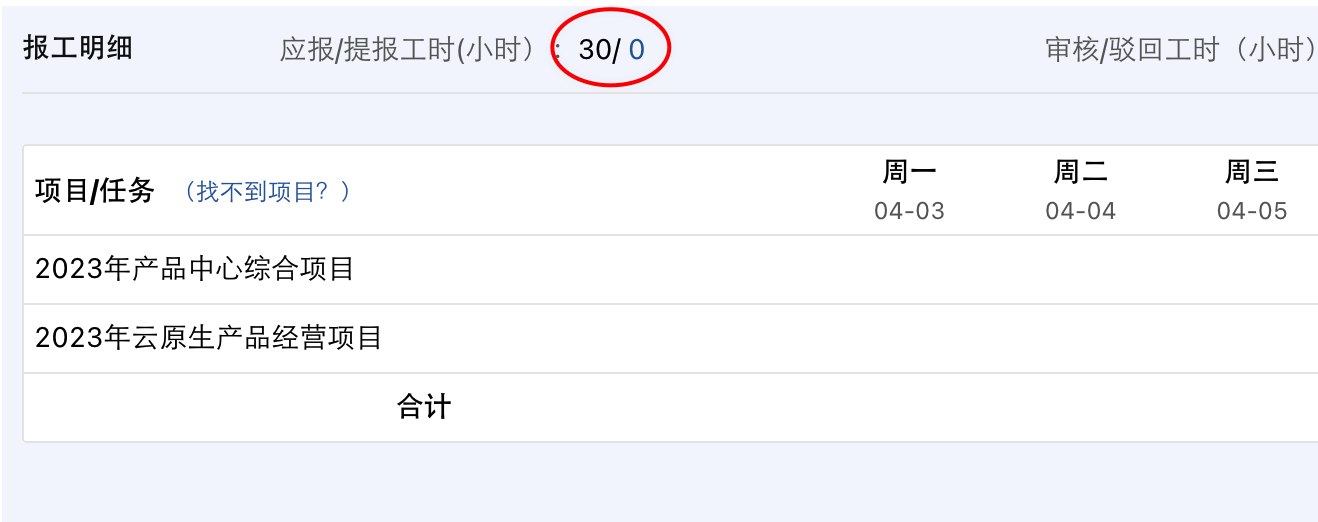 报工明细 应报/提报工时(小时）: 30/ 0 审核/驳回工时（小时）
项目/任务 （找不到项目？） 周一 周二 周三
04-03 04-04 04-05
2023年产品中心综合项目
2023年云原生产品经营项目
合计